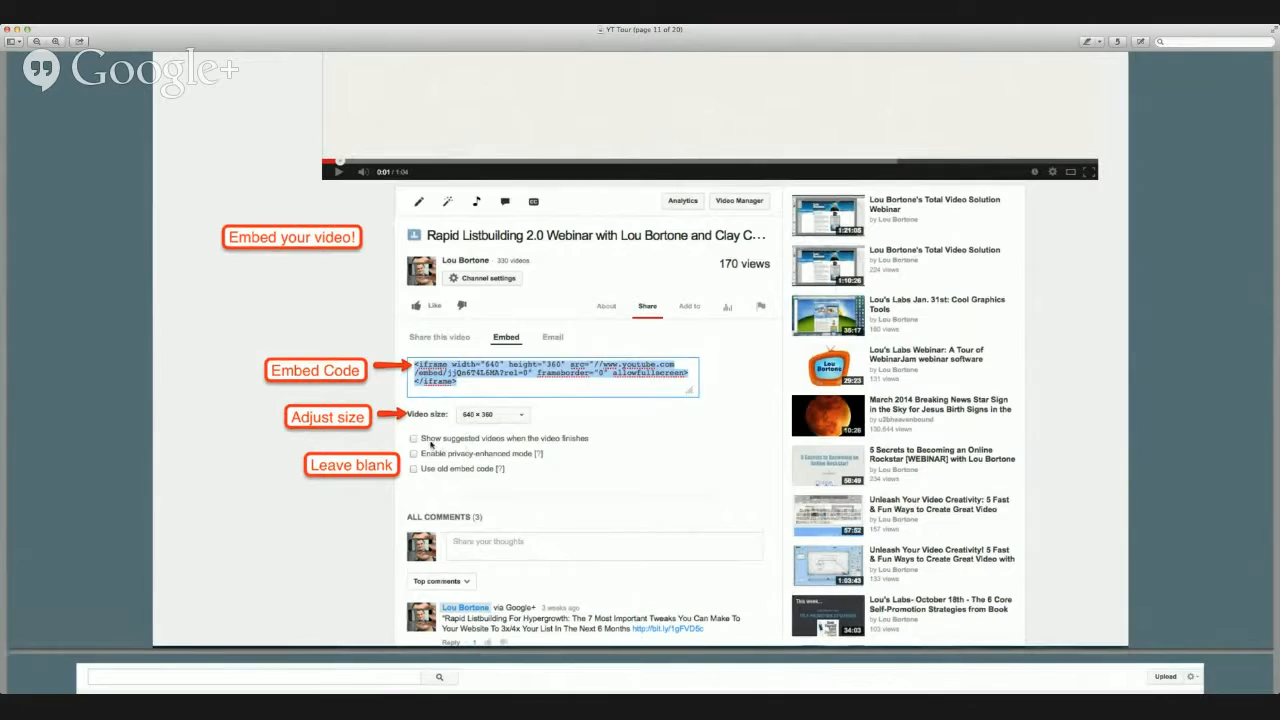 YT Tour (page 11 of 20)
Google+
0:01 / 1:04
Analytics
Video Manager
Embed your video!
Rapid Listbuilding 2.0 Webinar with Lou Bortone and Clay C...
Lou Bortone · 330 videos
170 views
Channel settings
Like
About
Share
Add to
Share this video
Embed
Email
Embed Code
<iframe width="640" height="360" src="//www.youtube.com
/embed/jjQn6T4L6MA?rel=0" frameborder="0" allowfullscreen>
</iframe>
Adjust size
Video size:
640 × 360
Show suggested videos when the video finishes
Leave blank
Enable privacy-enhanced mode [?]
Use old embed code [?]
ALL COMMENTS (3)
Share your thoughts
Top comments
Lou Bortone via Google+ 3 weeks ago
"Rapid Listbuilding For Hypergrowth: The 7 Most Important Tweaks You Can Make To
Your Website To 3x/4x Your List In The Next 6 Months http://bit.ly/1gFVD5c
Reply · 1
Lou Bortone's Total Video Solution
Webinar
by Lou Bortone
1:21:05
Lou Bortone's Total Video Solution
by Lou Bortone
224 views
1:10:26
Lou's Labs Jan. 31st: Cool Graphics
Tools
by Lou Bortone
180 views
35:17
Lou's Labs Webinar: A Tour of
WebinarJam webinar software
by Lou Bortone
131 views
Lou
Bortone
29:23
March 2014 Breaking News Star Sign
in the Sky for Jesus Birth Signs in the
by u2bheavenbound
130,644 views
10:26
5 Secrets to Becoming an Online
Rockstar [WEBINAR] with Lou Bortone
by Lou Bortone
234 views
58:49
Unleash Your Video Creativity: 5 Fast
& Fun Ways to Create Great Video
by Lou Bortone
157 views
57:52
Unleash Your Video Creativity! 5 Fast
& Fun Ways to Create Great Video with
by Lou Bortone
133 views
1:03:43
Lou's Labs- October 18th - The 6 Core
Self-Promotion Strategies from Book
by Lou Bortone
103 views
This week...
34:03
Upload